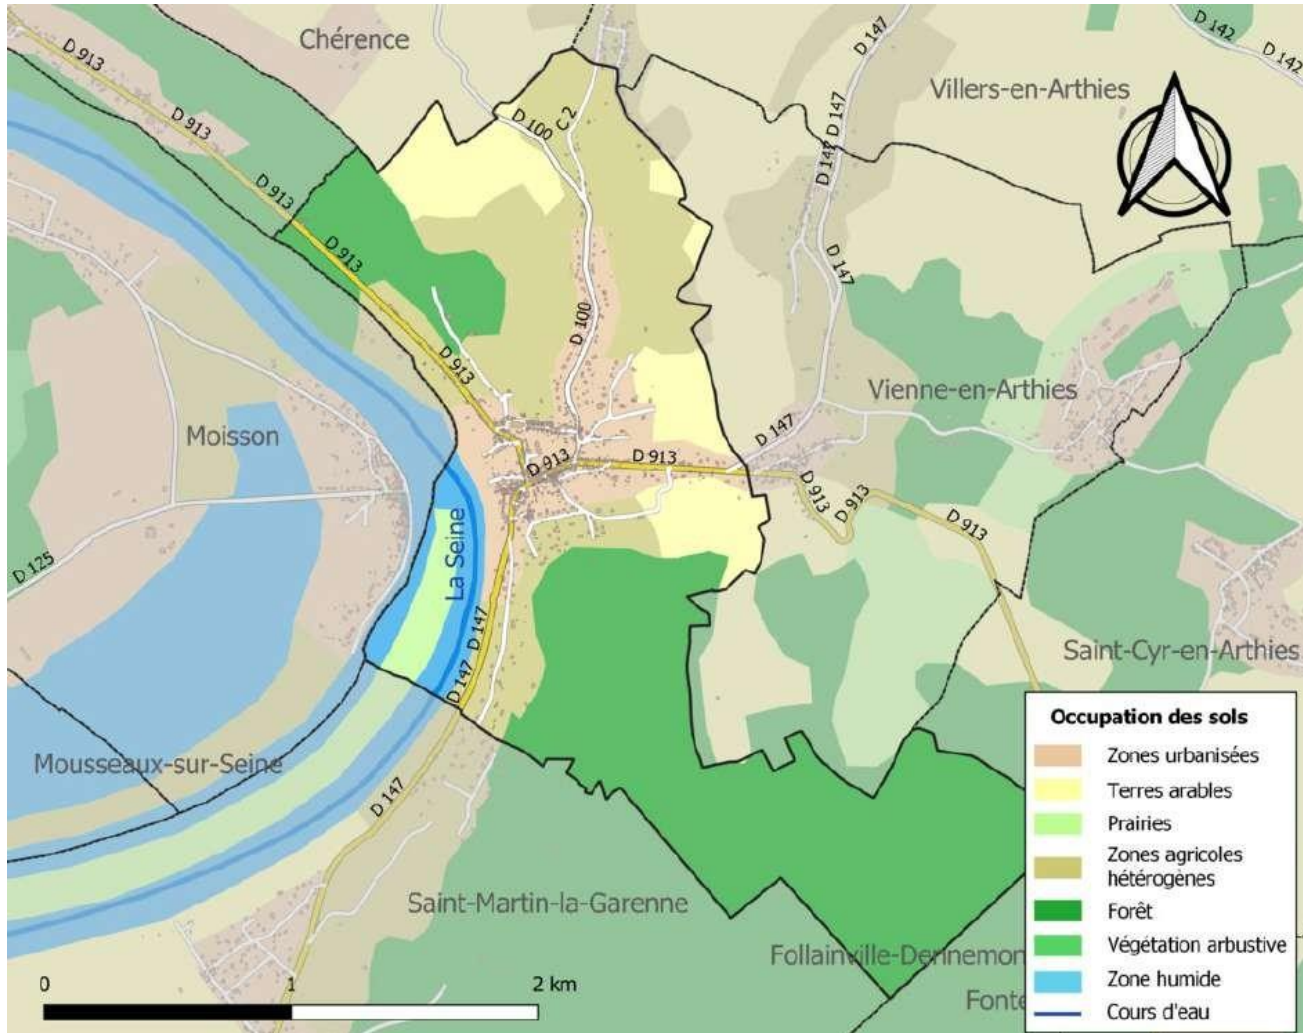 Chérence
D 147
D 142
D 142
D 913
Villers-en-Arthies
D 913
D 100
C 2
D 147
D 142
D 913
D 913
D 147
D 100
D 913
Vienne-en-Arthies
Moisson
D 147
D 913
D 913
D 913
D 913
D 913
D 125
La Seine
D 147
Saint-Cyr-en-Arthies
D 147
Mousseaux-sur-Seine
D 147
Saint-Martin-la-Garenne
Follainville-Dennemon
Fonte
Occupation des sols
Zones urbanisées
Terres arables
Prairies
Zones agricoles
hétérogènes
Forêt
Végétation arbustive
Zone humide
Cours d'eau
0
1
2 km